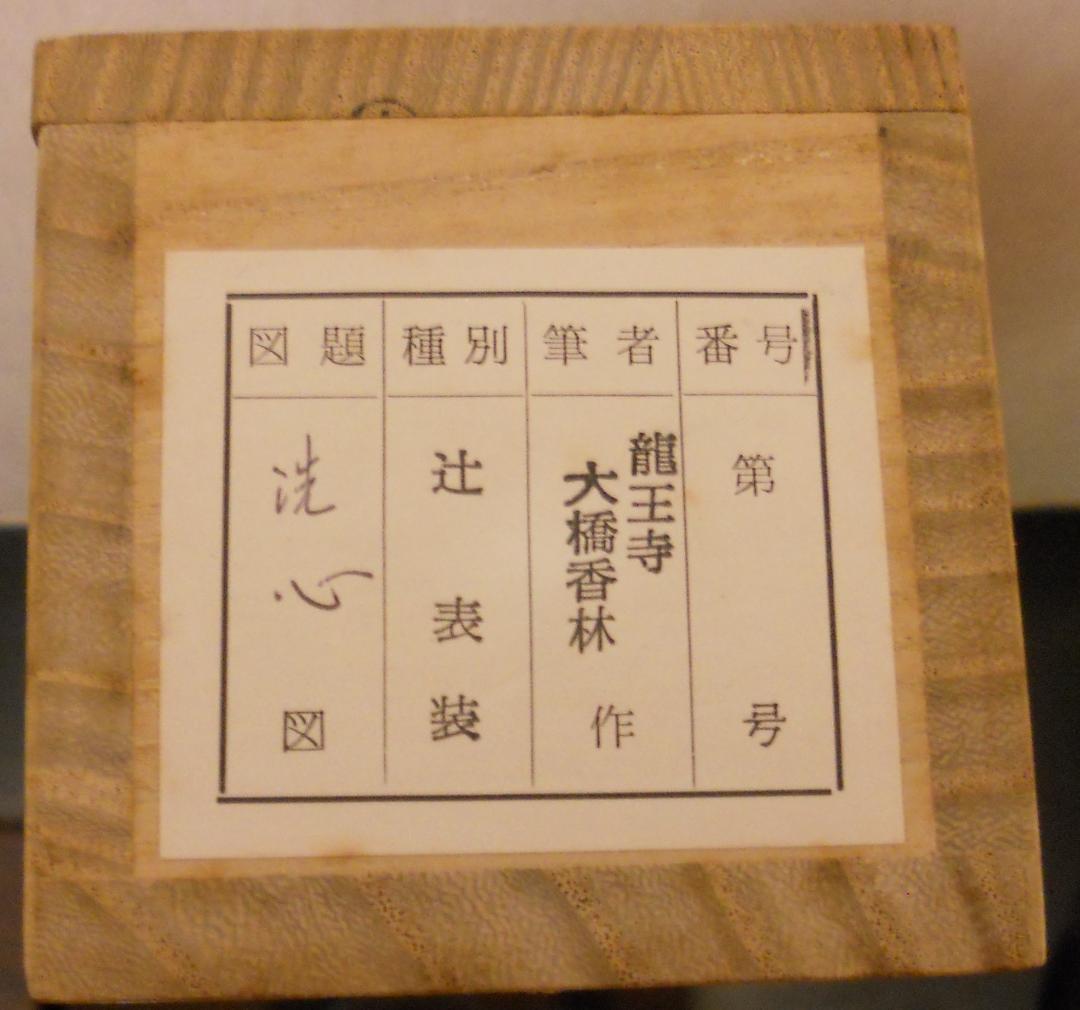 番号
第 号
筆者
龍王寺
大橋香林 作
種別
辻 表装
図題
洗心 図